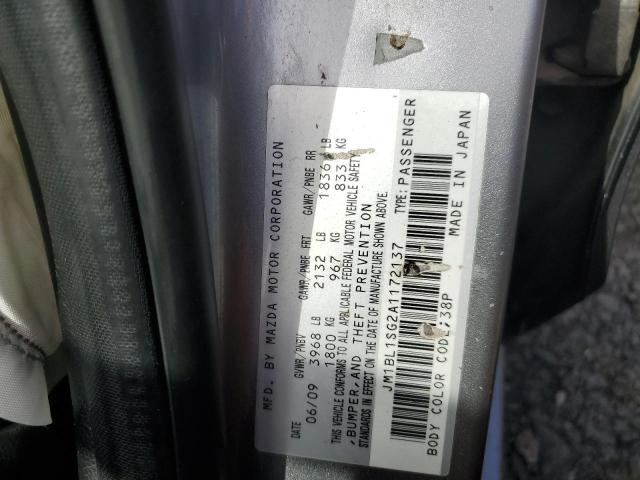 MFD. BY MAZDA MOTOR CORPORATION
DATE GVWR/PNBV GAWR/PNBE FRT GAWR/PNBE RR
06/09 3968 LB 2132 LB 1836 LB
1800 KG 967 KG 833 KG
THIS VEHICLE CONFORMS TO ALL APPLICABLE FEDERAL MOTOR VEHICLE SAFETY
,BUMPER,AND THEFT PREVENTION
STANDARDS IN EFFECT ON THE DATE OF MANUFACTURE SHOWN ABOVE.
JM1BL1SG2A1172137 TYPE:PASSENGER
BODY COLOR CODE:38P MADE IN JAPAN